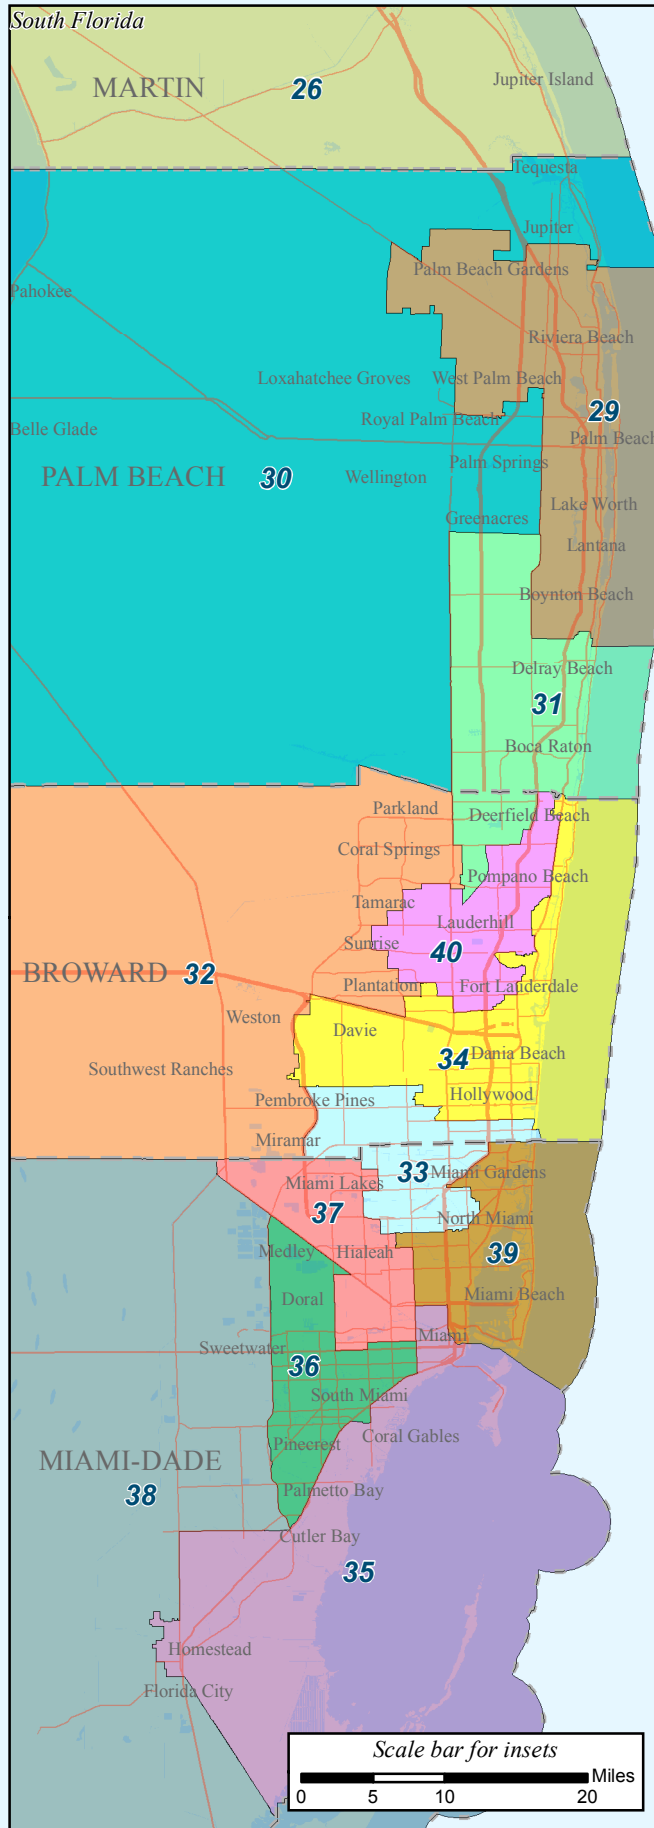 South Florida
Jupiter Island
MARTIN
26
Tequesta
Jupiter
Palm Beach Gardens
Pahokee
Riviera Beach
Loxahatchee Groves
West Palm Beach
29
Royal Palm Beach
Belle Glade
Palm Beach
PALM BEACH
30
Wellington
Palm Springs
Lake Worth
Greenacres
Lantana
Boynton Beach
Delray Beach
31
Boca Raton
Parkland
Deerfield Beach
Coral Springs
Pompano Beach
Tamarac
Lauderhill
Sunrise
40
BROWARD
32
Plantation
Fort Lauderdale
Weston
Davie
Dania Beach
34
Southwest Ranches
Hollywood
Pembroke Pines
Miramar
33
Miami Gardens
Miami Lakes
37
North Miami
Medley
Hialeah
39
Doral
Miami Beach
Miami
Sweetwater
36
South Miami
Coral Gables
Pinecrest
MIAMI-DADE
38
Palmetto Bay
Cutler Bay
35
Homestead
Florida City
Scale bar for insets
Miles
0 5 10 20